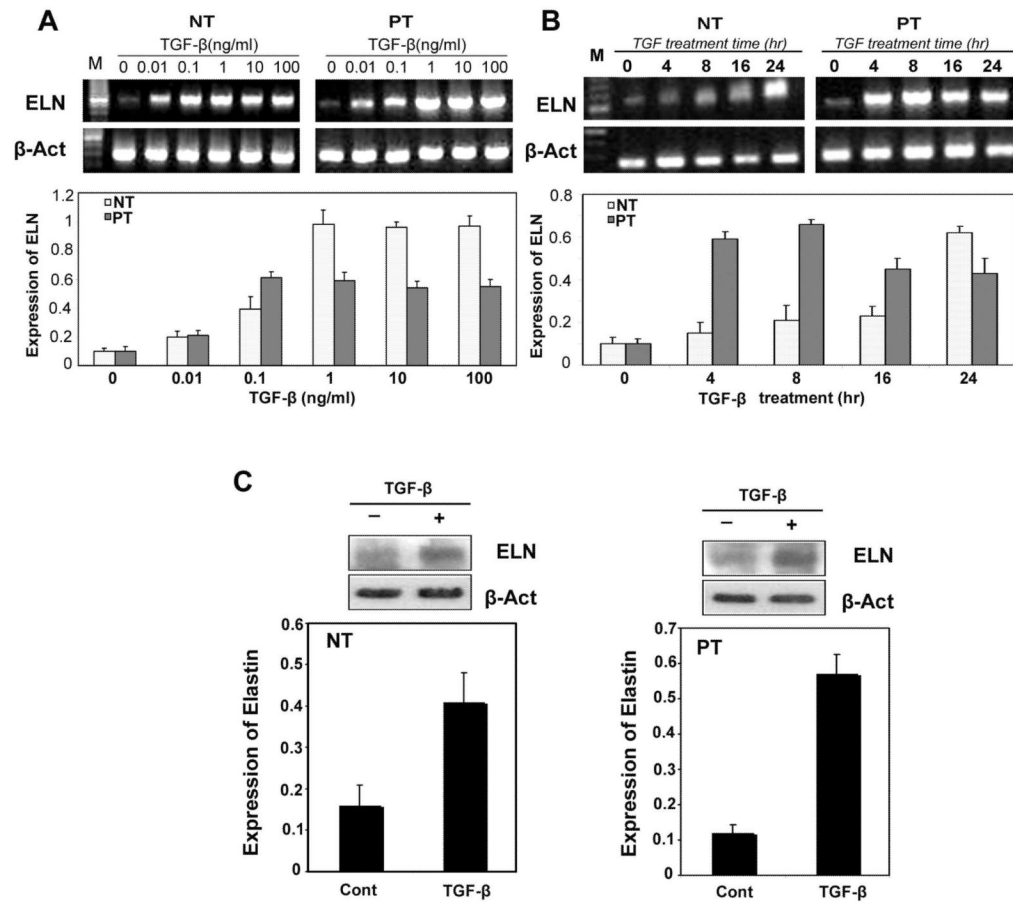 A
NT
PT
TGF-β(ng/ml)
TGF-β(ng/ml)
M
0 0.01 0.1 1 10 100
0 0.01 0.1 1 10 100
ELN
β-Act
1.2
1
0.8
0.6
0.4
0.2
0
Expression of ELN
NT
PT
0 0.01 0.1 1 10 100
TGF-β (ng/ml)
B
NT
PT
TGF treatment time (hr)
TGF treatment time (hr)
M
0 4 8 16 24
0 4 8 16 24
ELN
β-Act
0.8
0.6
0.4
0.2
0
Expression of ELN
NT
PT
0 4 8 16 24
TGF-β treatment (hr)
C
TGF-β
– +
ELN
β-Act
NT
0.6
0.5
0.4
0.3
0.2
0.1
0
Expression of Elastin
Cont TGF-β
TGF-β
– +
ELN
β-Act
PT
0.7
0.6
0.5
0.4
0.3
0.2
0.1
0
Expression of Elastin
Cont TGF-β